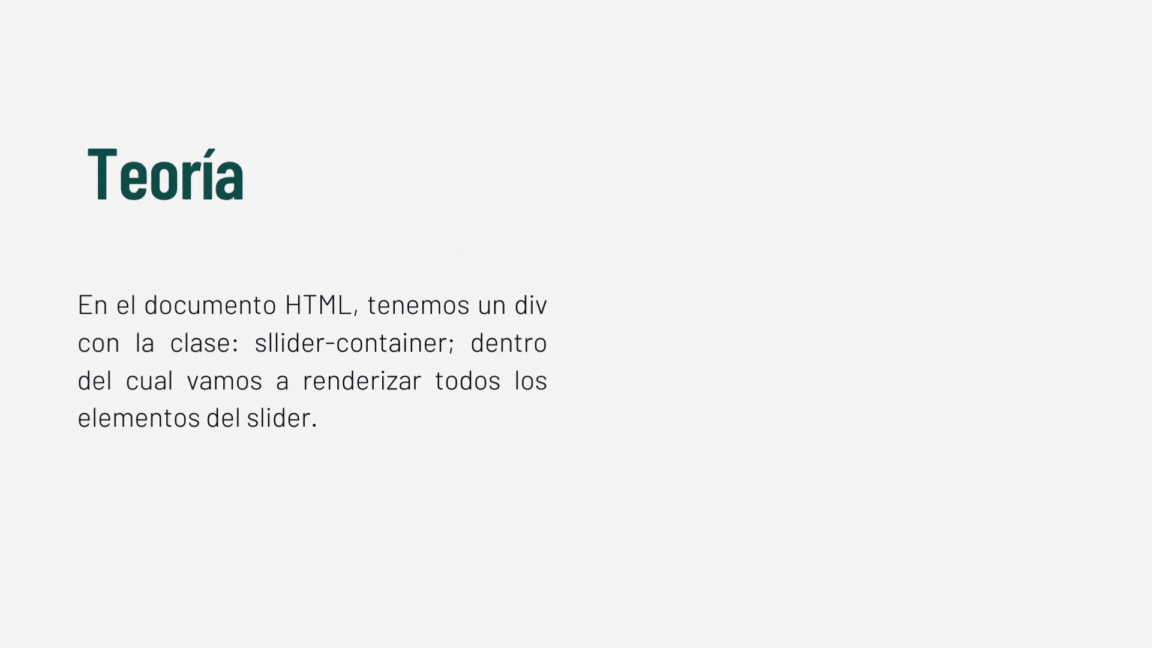 Teoría
En el documento HTML, tenemos un div
con la clase: sllider-container; dentro
del cual vamos a renderizar todos los
elementos del slider.